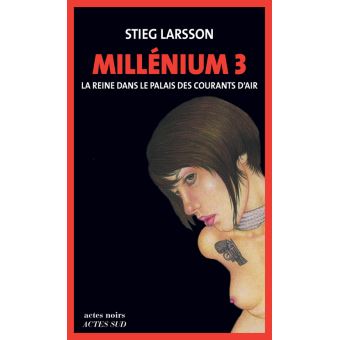 STIEG LARSSON
MILLÉNIUM 3
LA REINE DANS LE PALAIS DES COURANTS D'AIR
actes noirs
ACTES SUD